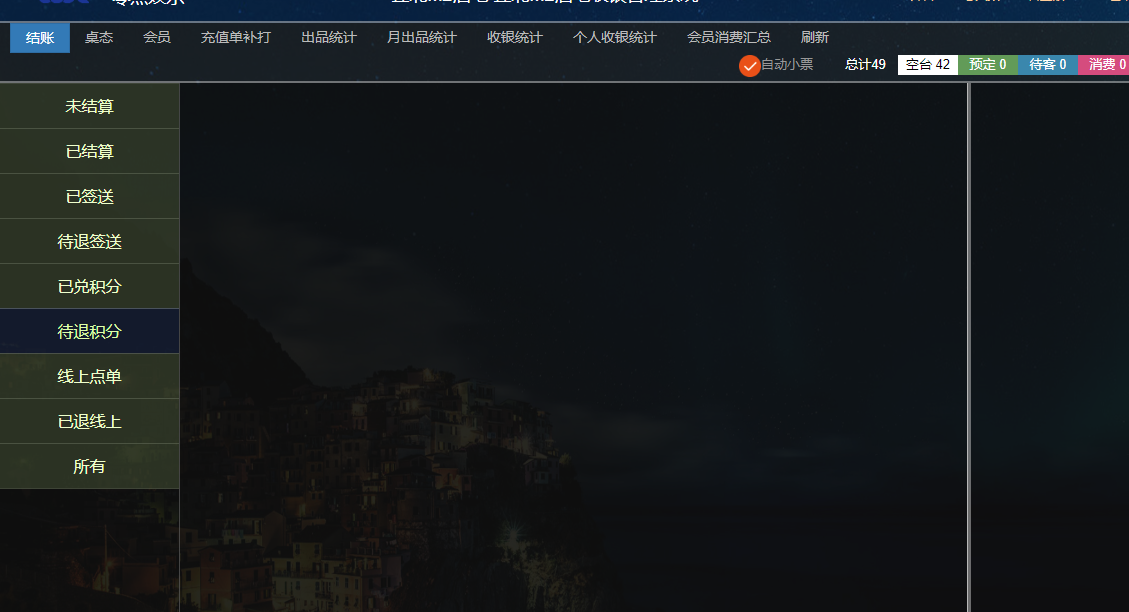 结账 桌态 会员 充值单补打 出品统计 月出品统计 收银统计 个人收银统计 会员消费汇总 刷新
自动小票 总计49 空台 42 预定 0 待客 0 消费 0
未结算
已结算
已签送
待退签送
已兑积分
待退积分
线上点单
已退线上
所有